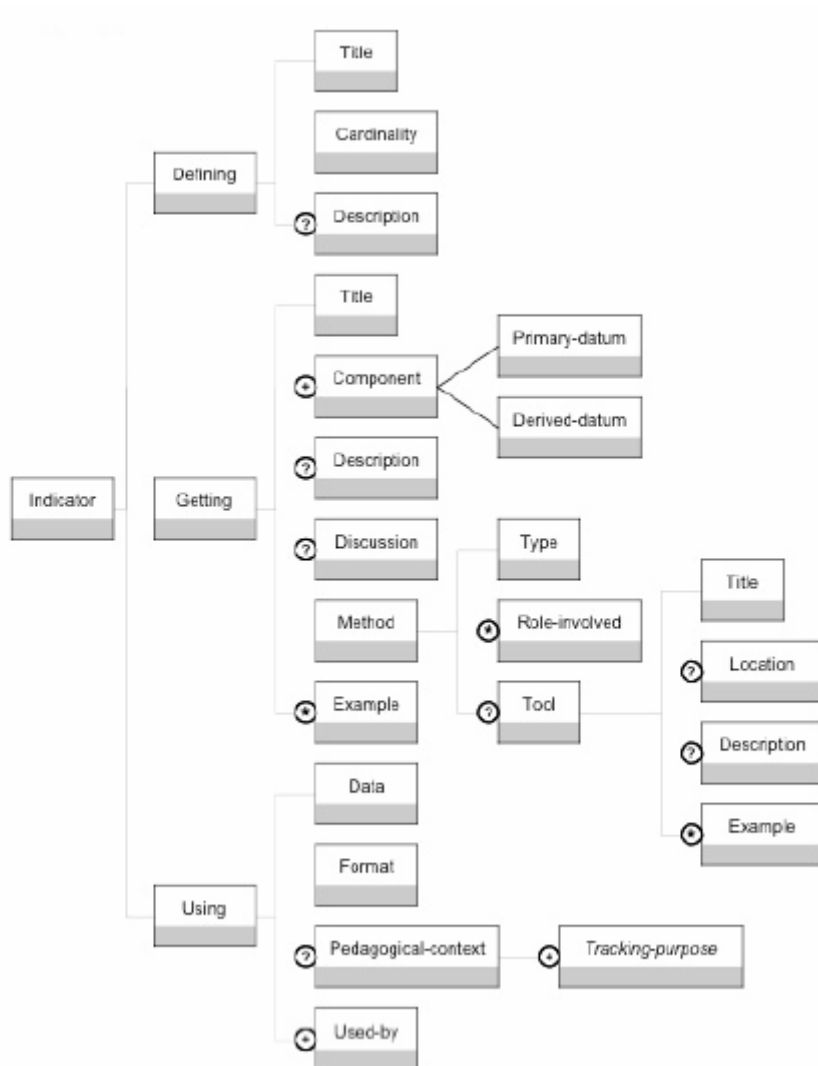 Title
Cardinality
Defining
? Description
Title
+ Component
Primary-datum
Derived-datum
? Description
Indicator
Getting
? Discussion
Method
Type
* Role-involved
? Tool
Title
? Location
? Description
* Example
* Example
Data
Format
Using
? Pedagogical-context
+ Tracking-purpose
+ Used-by